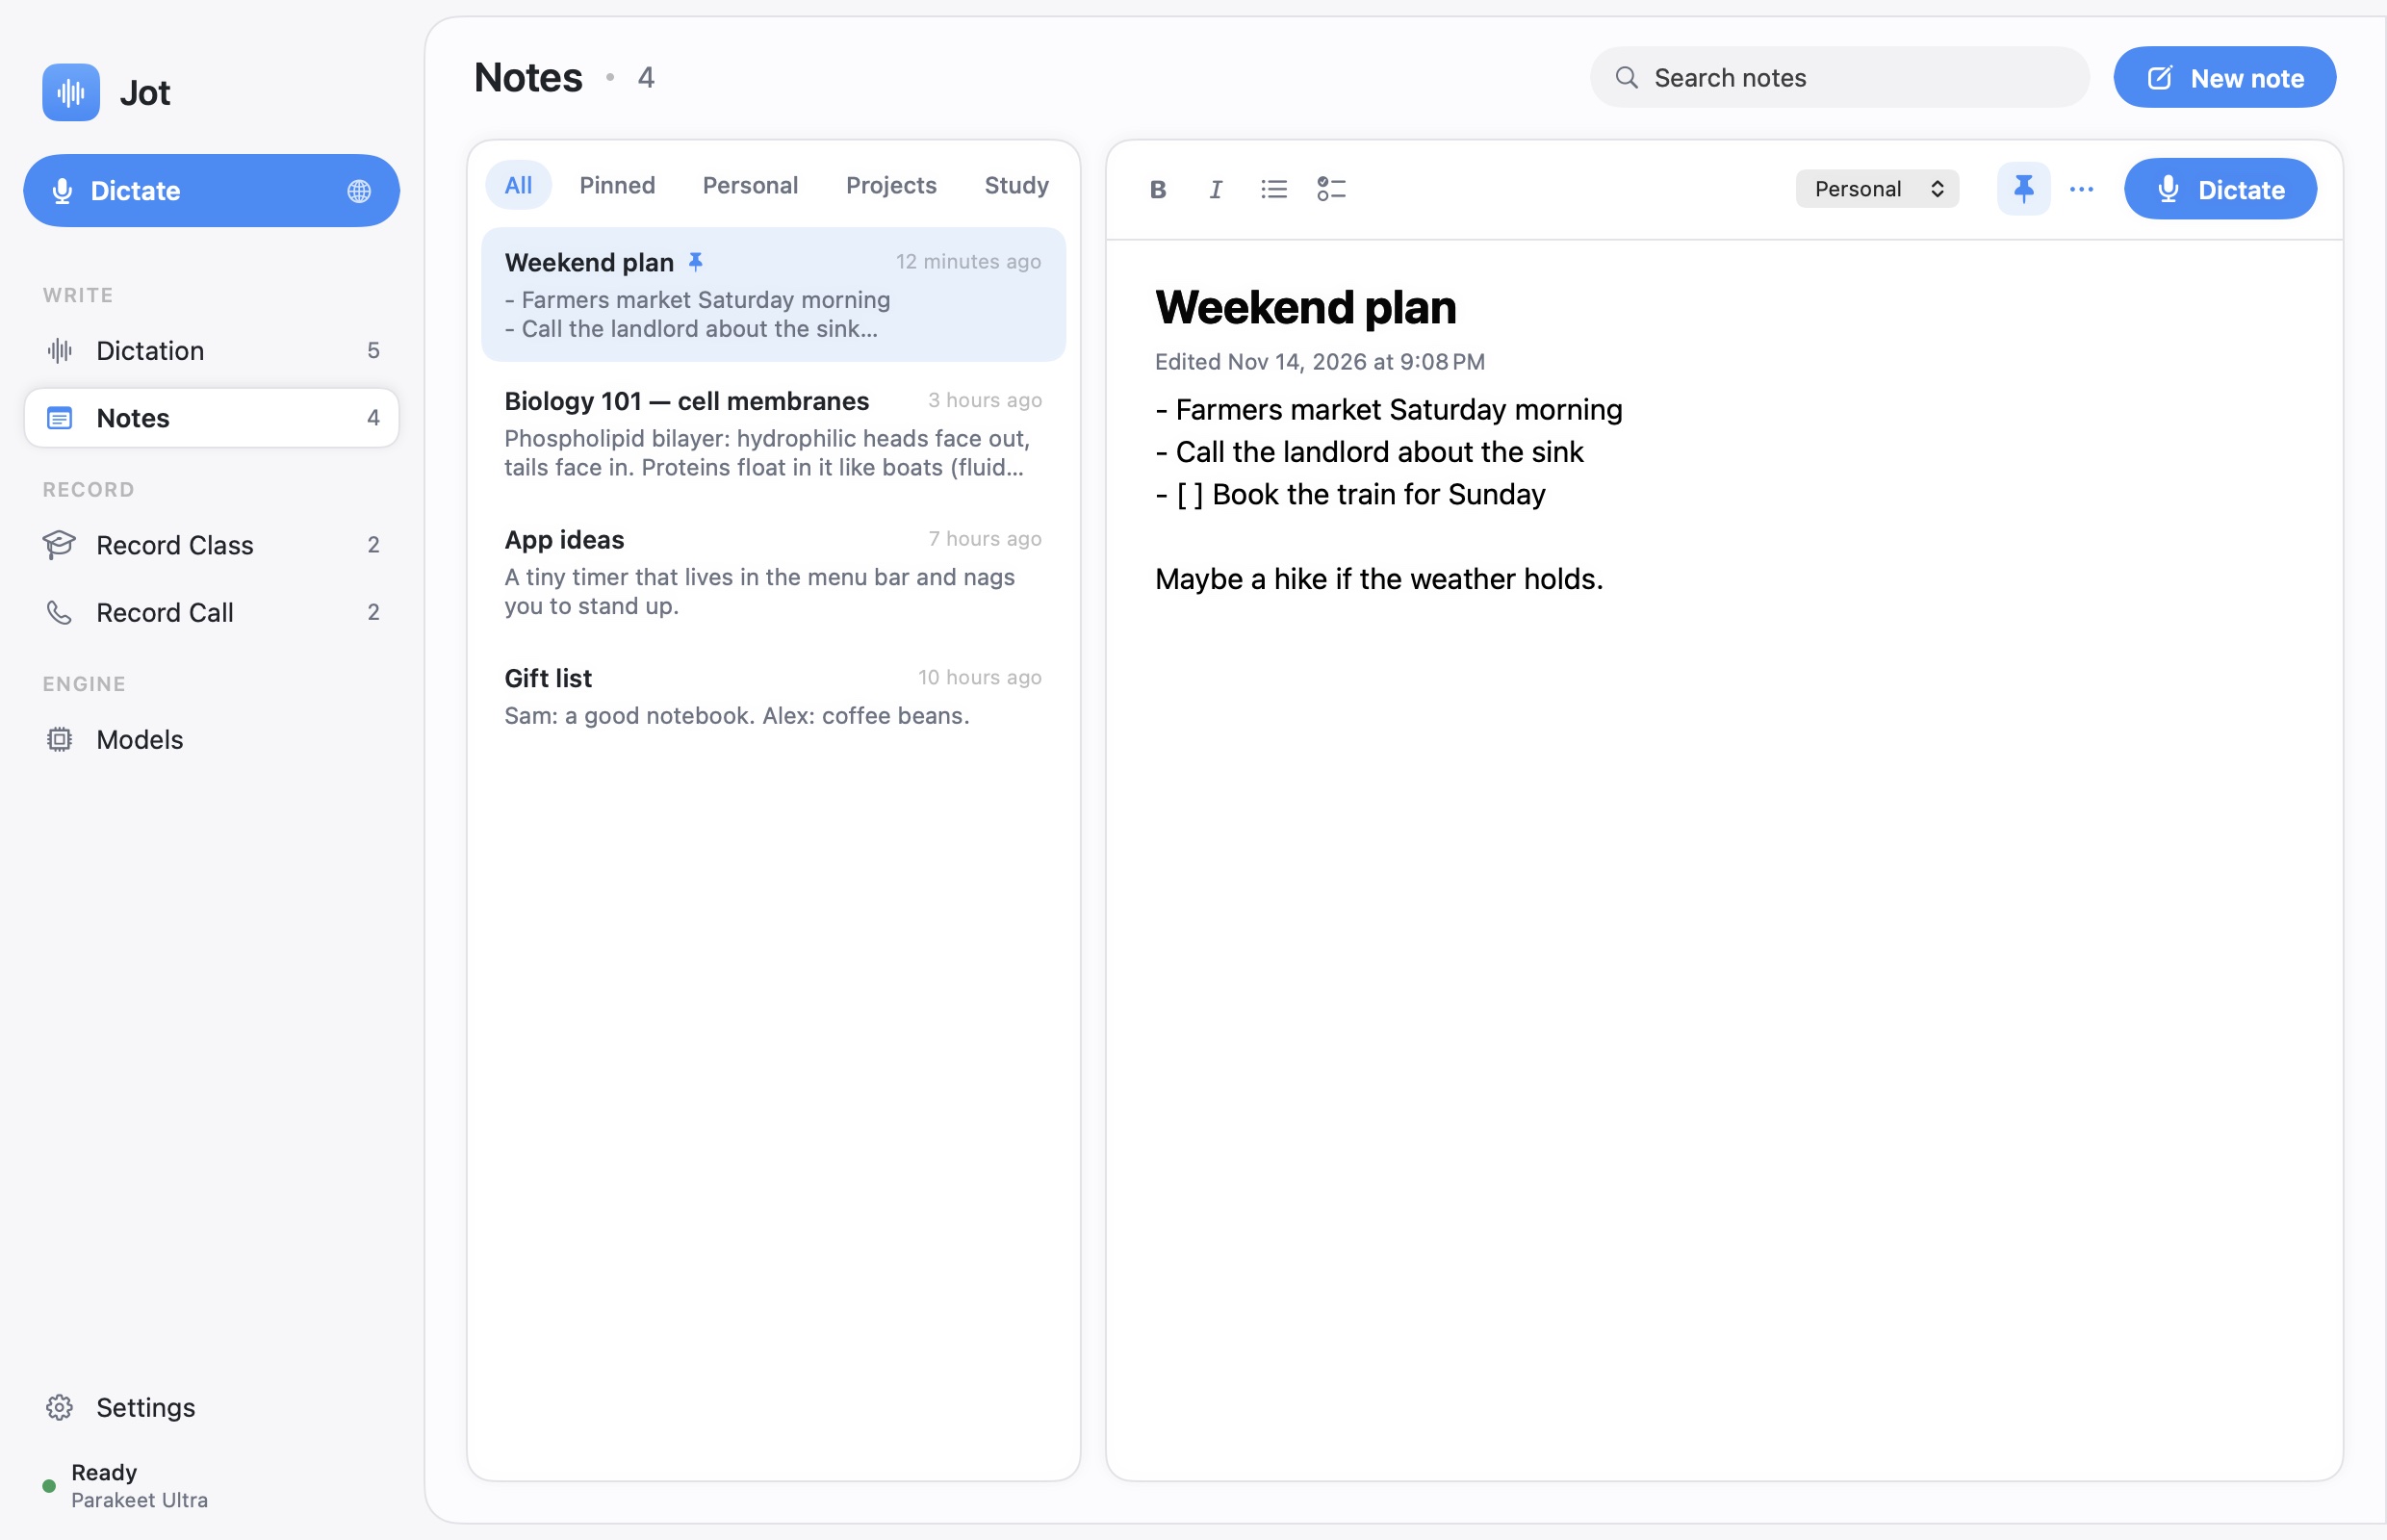 Jot
Dictate
WRITE
Dictation 5
Notes 4
RECORD
Record Class 2
Record Call 2
ENGINE
Models
Settings
Ready
Parakeet Ultra
Notes • 4
Search notes
New note
All Pinned Personal Projects Study
Weekend plan 12 minutes ago
- Farmers market Saturday morning
- Call the landlord about the sink...
Biology 101 — cell membranes 3 hours ago
Phospholipid bilayer: hydrophilic heads face out,
tails face in. Proteins float in it like boats (fluid...
App ideas 7 hours ago
A tiny timer that lives in the menu bar and nags
you to stand up.
Gift list 10 hours ago
Sam: a good notebook. Alex: coffee beans.
B I Personal ... Dictate
Weekend plan
Edited Nov 14, 2026 at 9:08 PM
- Farmers market Saturday morning
- Call the landlord about the sink
- [ ] Book the train for Sunday
Maybe a hike if the weather holds.